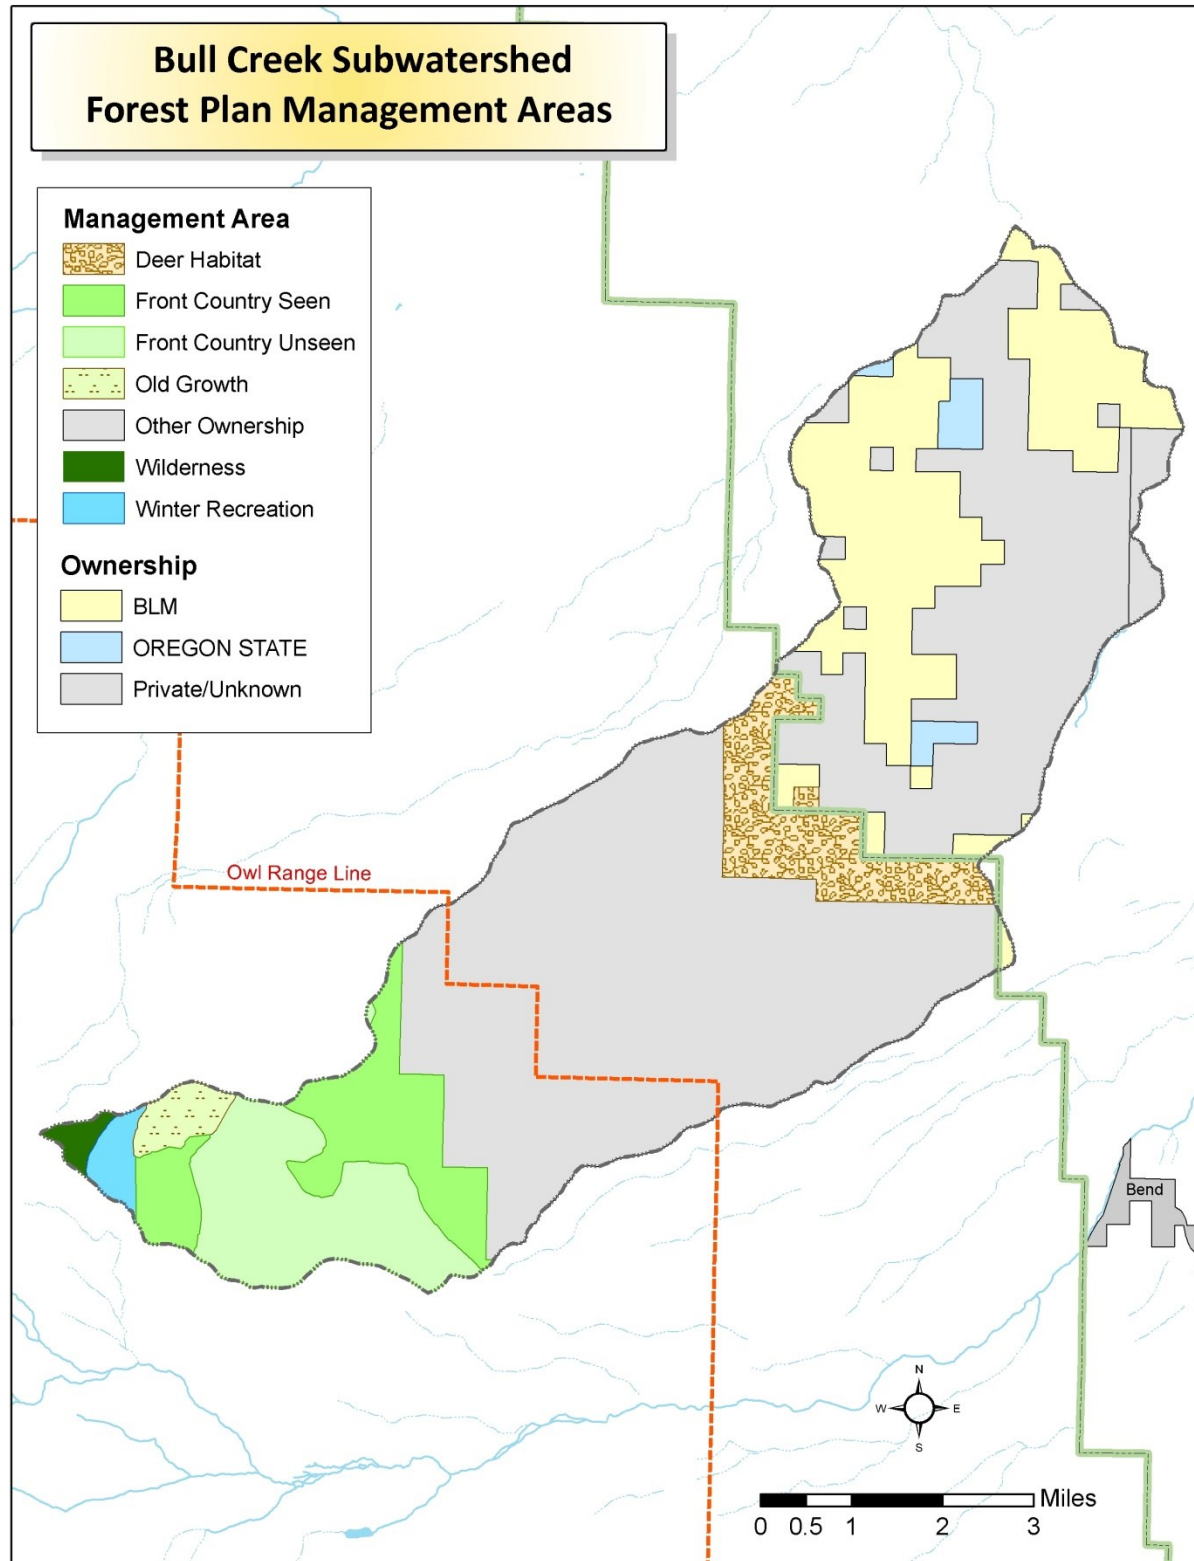 Bull Creek Subwatershed
Forest Plan Management Areas
Management Area
Deer Habitat
Front Country Seen
Front Country Unseen
Old Growth
Other Ownership
Wilderness
Winter Recreation
Ownership
BLM
OREGON STATE
Private/Unknown
Owl Range Line
Bend
N
W E
S
Miles
0 0.5 1 2 3